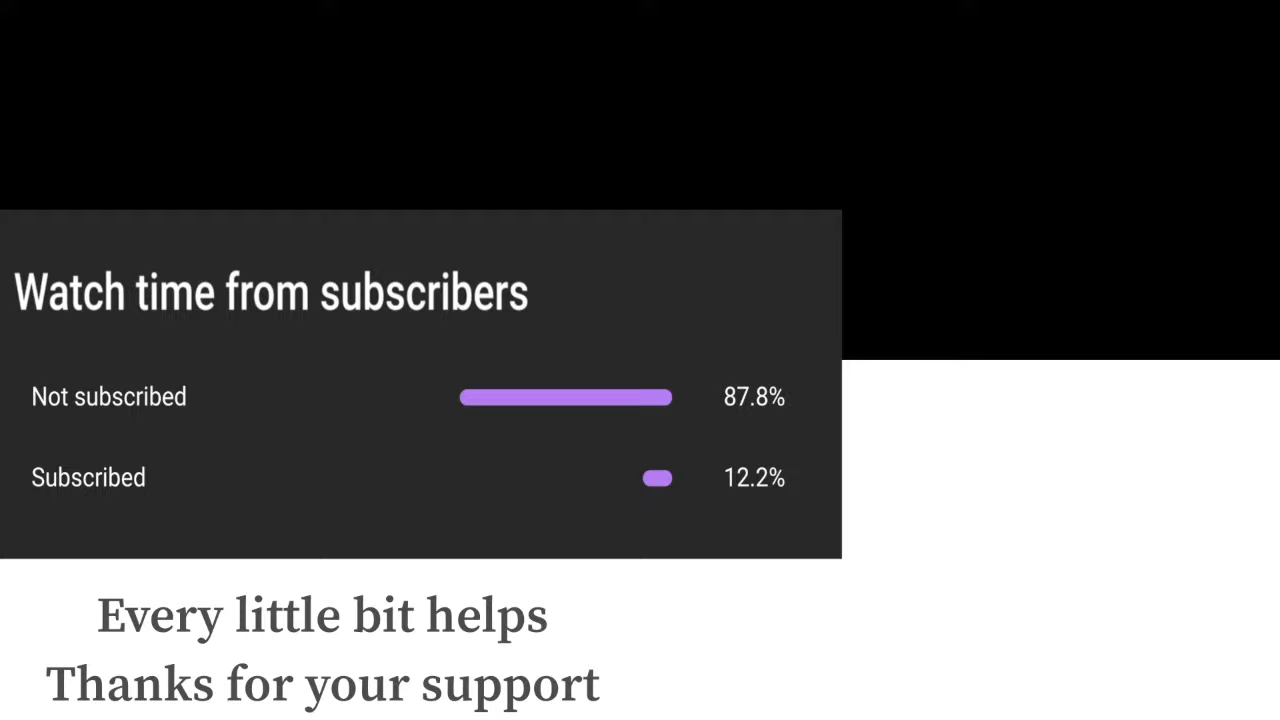 Watch time from subscribers
Not subscribed 87.8%
Subscribed 12.2%
Every little bit helps
Thanks for your support